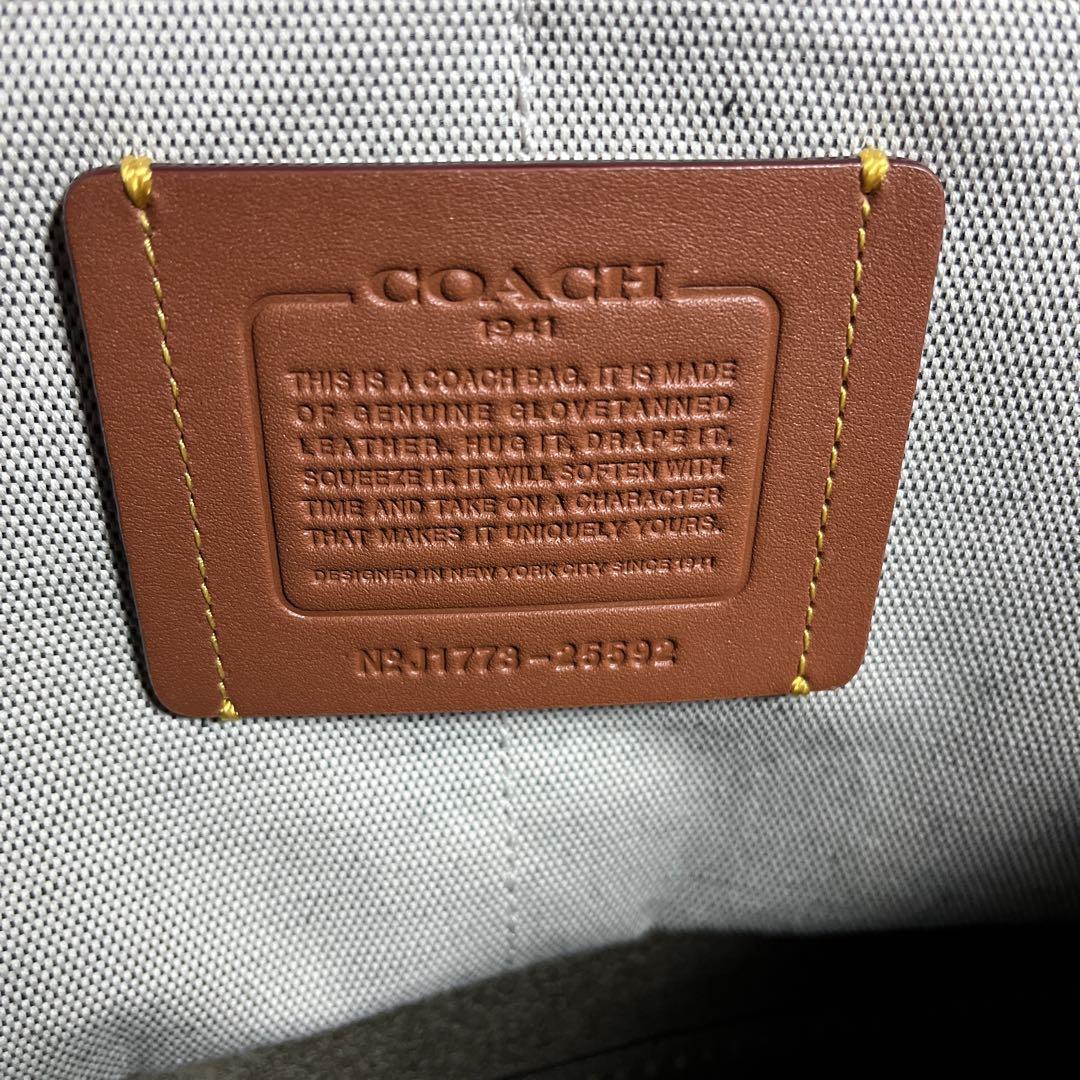 COACH
1941
THIS IS A COACH BAG. IT IS MADE
OF GENUINE GLOVETANNED
LEATHER. HUG IT, DRAPE IT,
SQUEEZE IT. IT WILL SOFTEN WITH
TIME AND TAKE ON A CHARACTER
THAT MAKES IT UNIQUELY YOURS.
DESIGNED IN NEW YORK CITY SINCE 1941
Nº J1773-25592